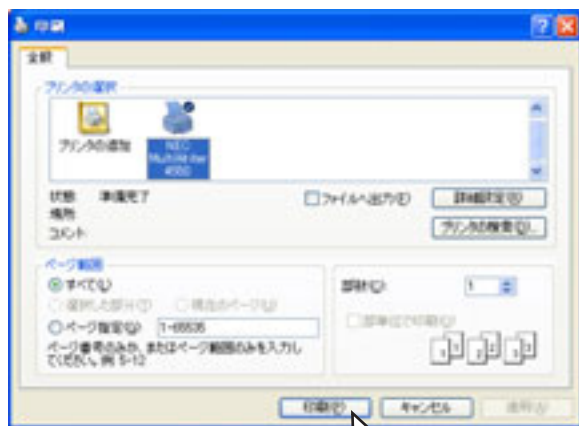 印刷
全般
プリンタの選択
プリンタの追加
NEC
MultiWriter
4550
状態: 準備完了
場所:
コメント:
ファイルへ出力(F)
詳細設定(R)
プリンタの検索(D)...
ページ範囲
すべて(L)
選択した部分(T)
現在のページ(U)
ページ指定(G):
1-65535
ページ番号のみか、またはページ範囲のみを入力し
てください。例: 5-12
部数(C):
1
部単位で印刷(O)
1 1 2 2 3 3
印刷(P)
キャンセル
適用(A)